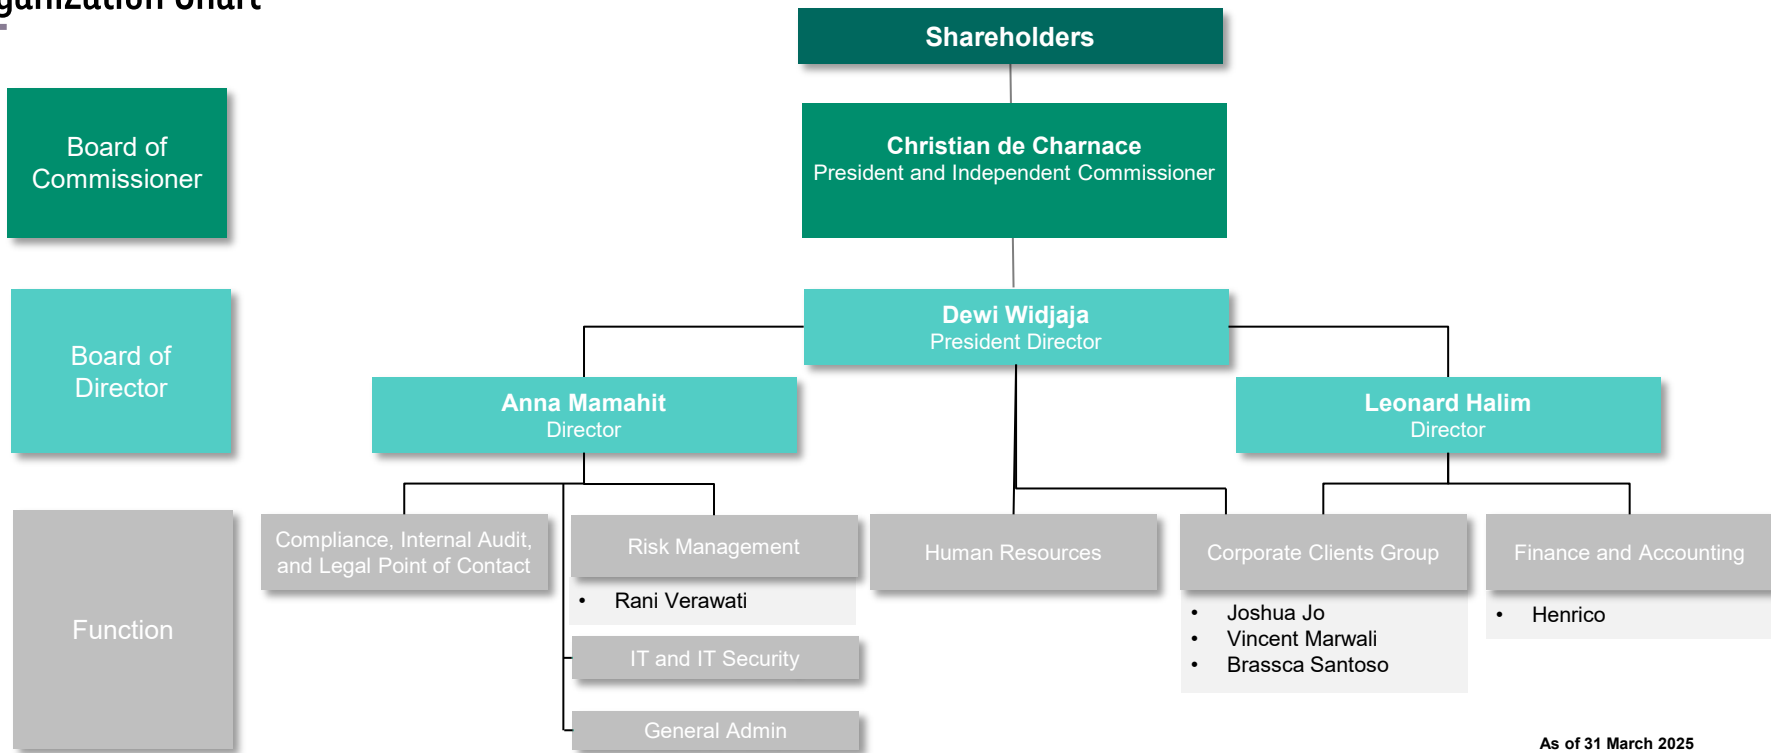 Shareholders
Board of
Commissioner
Christian de Charnace
President and Independent Commissioner
Board of
Director
Dewi Widjaja
President Director
Anna Mamahit
Director
Leonard Halim
Director
Function
Compliance, Internal Audit,
and Legal Point of Contact
Risk Management
• Rani Verawati
IT and IT Security
General Admin
Human Resources
Corporate Clients Group
• Joshua Jo
• Vincent Marwali
• Brassca Santoso
Finance and Accounting
• Henrico
As of 31 March 2025